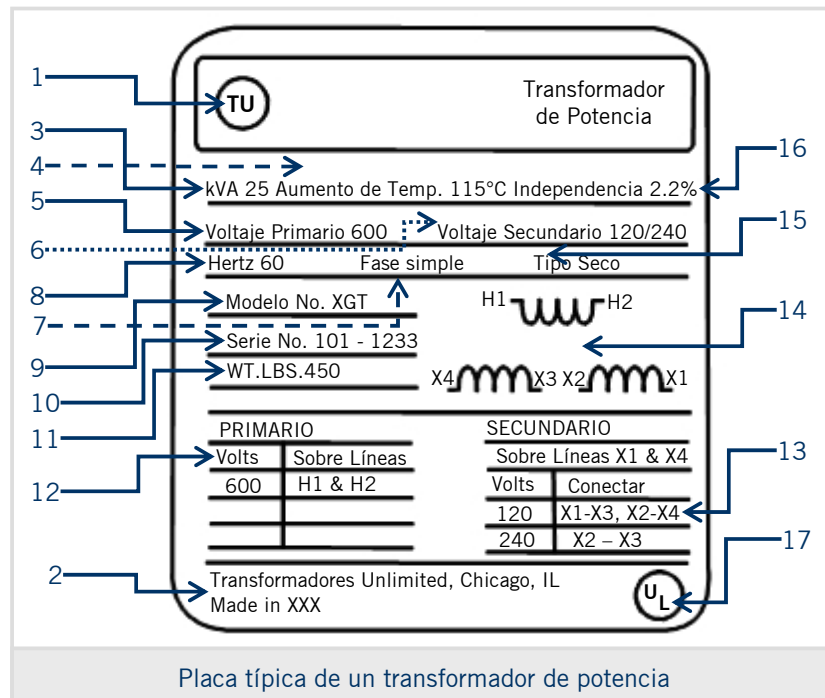 1
TU
Transformador
de Potencia
3
4
16
kVA 25 Aumento de Temp. 115°C Independencia 2.2%
5
15
Voltaje Primario 600 Voltaje Secundario 120/240
6
8
Hertz 60 Fase simple Tipo Seco
7
9
Modelo No. XGT
H1 H2
14
10
Serie No. 101 - 1233
11
WT.LBS.450
X4 X3 X2 X1
PRIMARIO
SECUNDARIO
12
Volts Sobre Líneas
Sobre Líneas X1 & X4
13
600 H1 & H2
Volts Conectar
120 X1-X3, X2-X4
240 X2 – X3
17
2
Transformadores Unlimited, Chicago, IL
Made in XXX
UL
Placa típica de un transformador de potencia